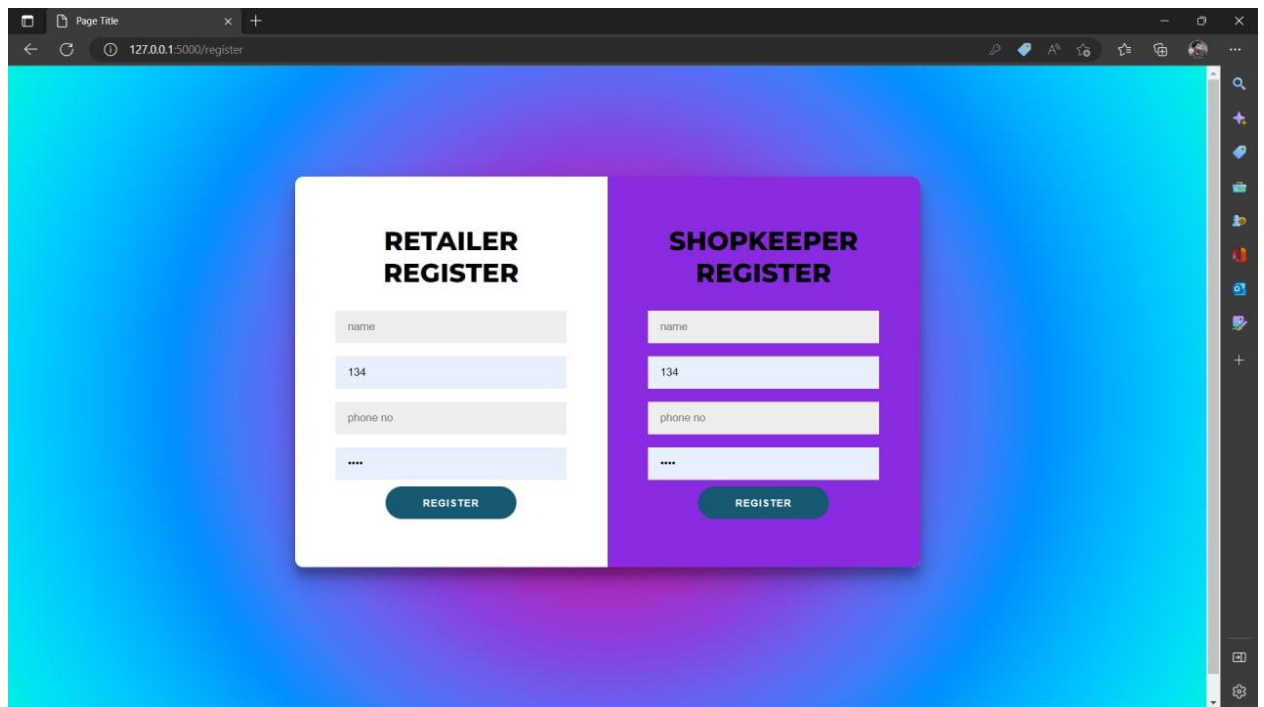 Page Title
127.0.0.1:5000/register
RETAILER
REGISTER
name
134
phone no
••••
REGISTER
SHOPKEEPER
REGISTER
name
134
phone no
••••
REGISTER